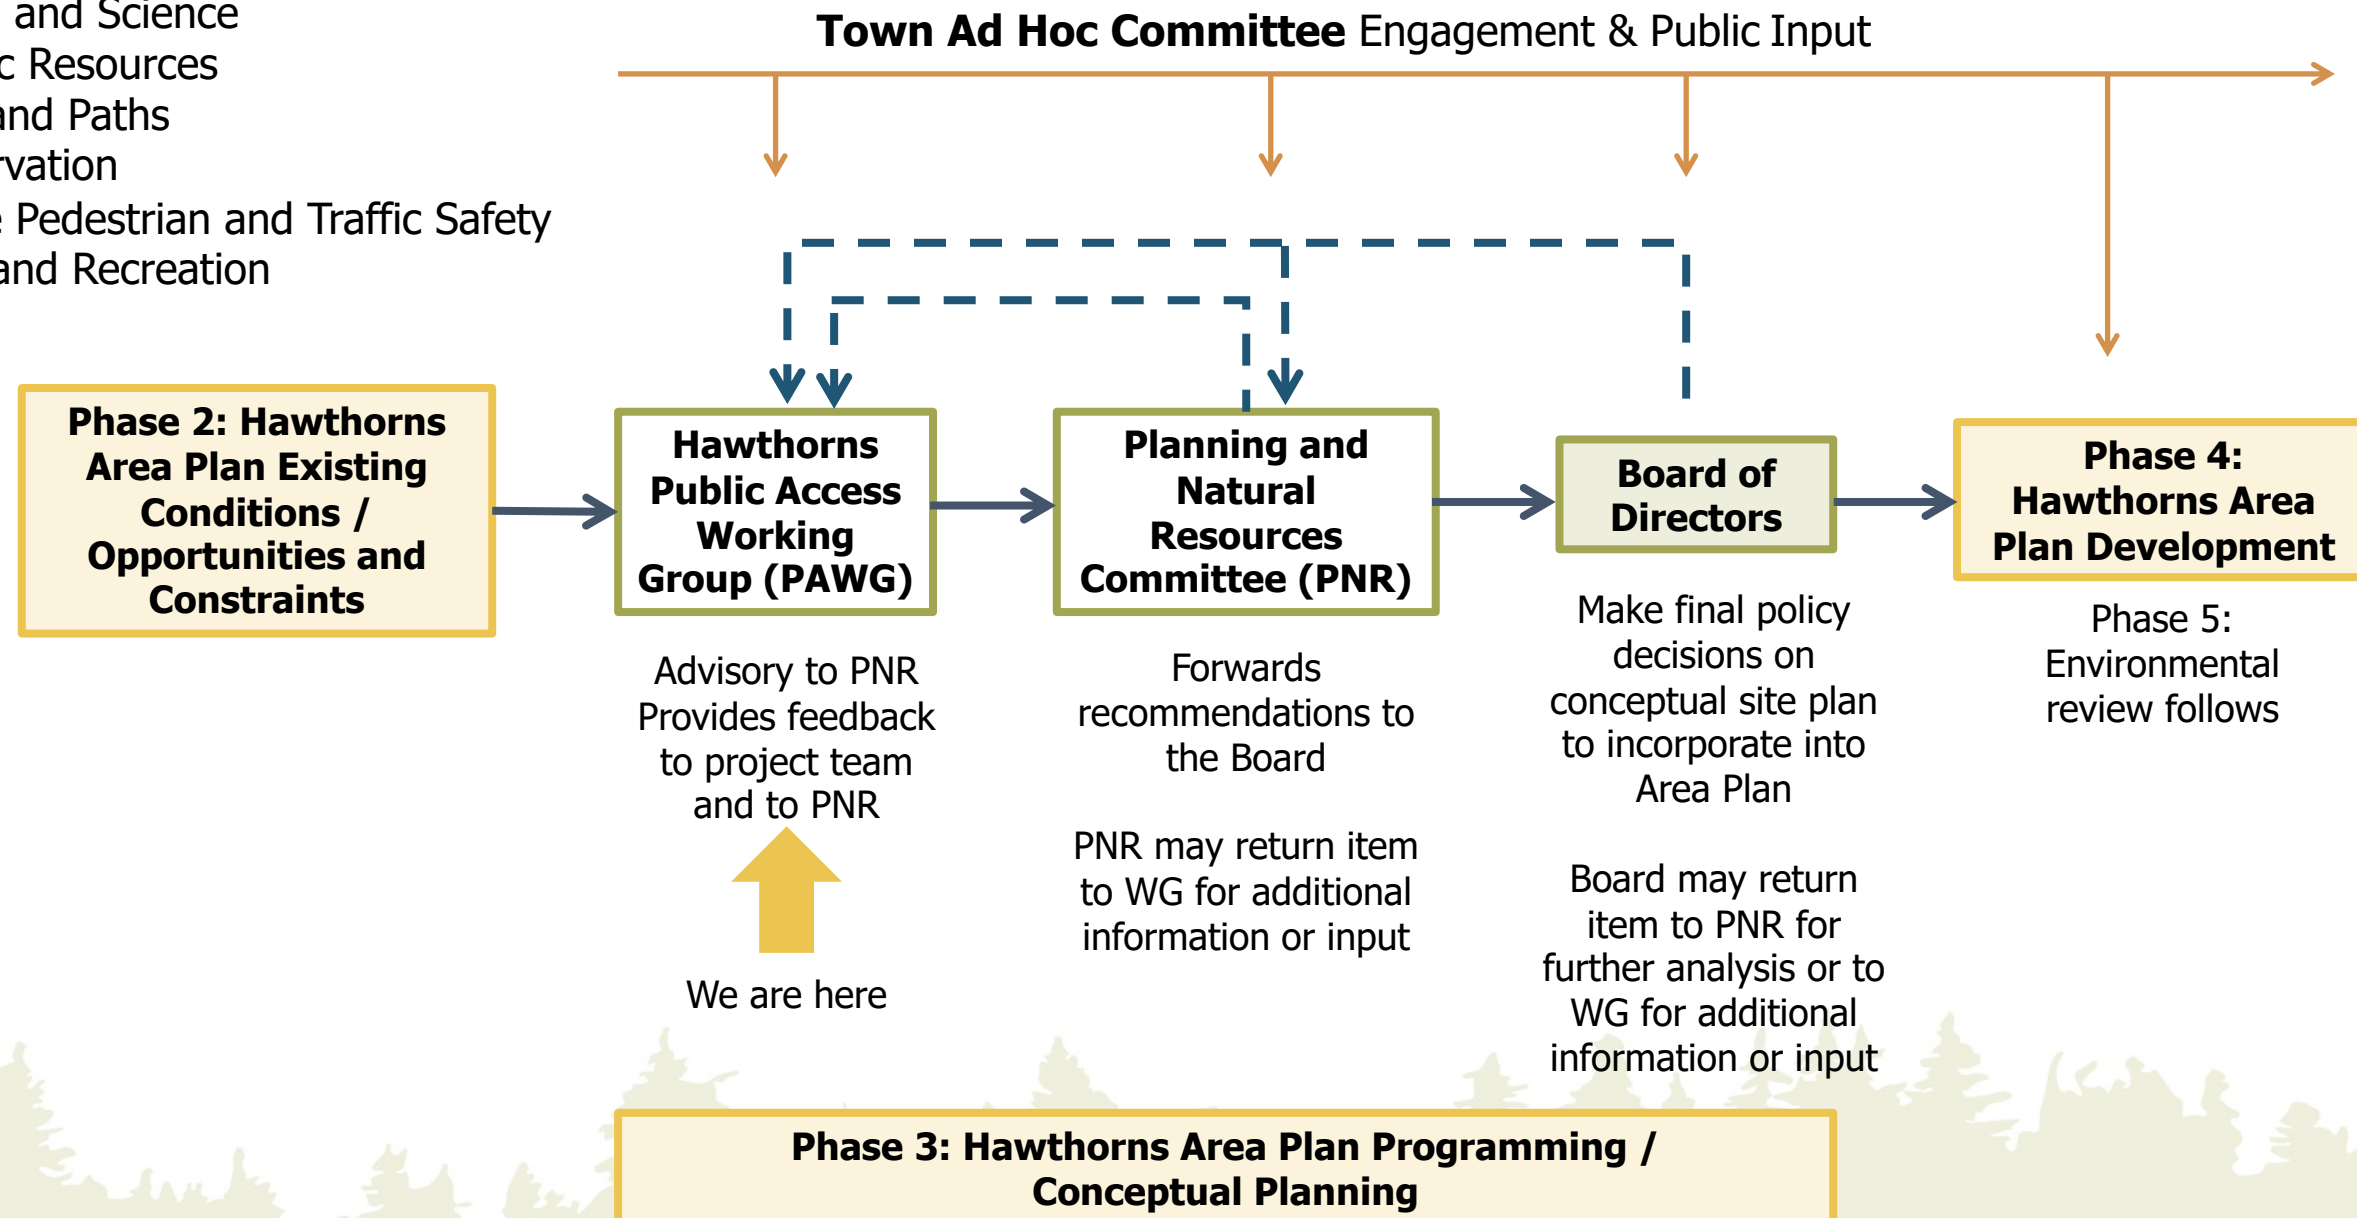 and Science
Resources
and Paths
Pedestrian and Traffic Safety
and Recreation
Town Ad Hoc Committee Engagement & Public Input
Phase 2: Hawthorns
Area Plan Existing
Conditions /
Opportunities and
Constraints
Hawthorns
Public Access
Working
Group (PAWG)
Advisory to PNR
Provides feedback
to project team
and to PNR
We are here
Planning and
Natural
Resources
Committee (PNR)
Forwards
recommendations to
the Board
PNR may return item
to WG for additional
information or input
Board of
Directors
Make final policy
decisions on
conceptual site plan
to incorporate into
Area Plan
Board may return
item to PNR for
further analysis or to
WG for additional
information or input
Phase 4:
Hawthorns Area
Plan Development
Phase 5:
Environmental
review follows
Phase 3: Hawthorns Area Plan Programming /
Conceptual Planning